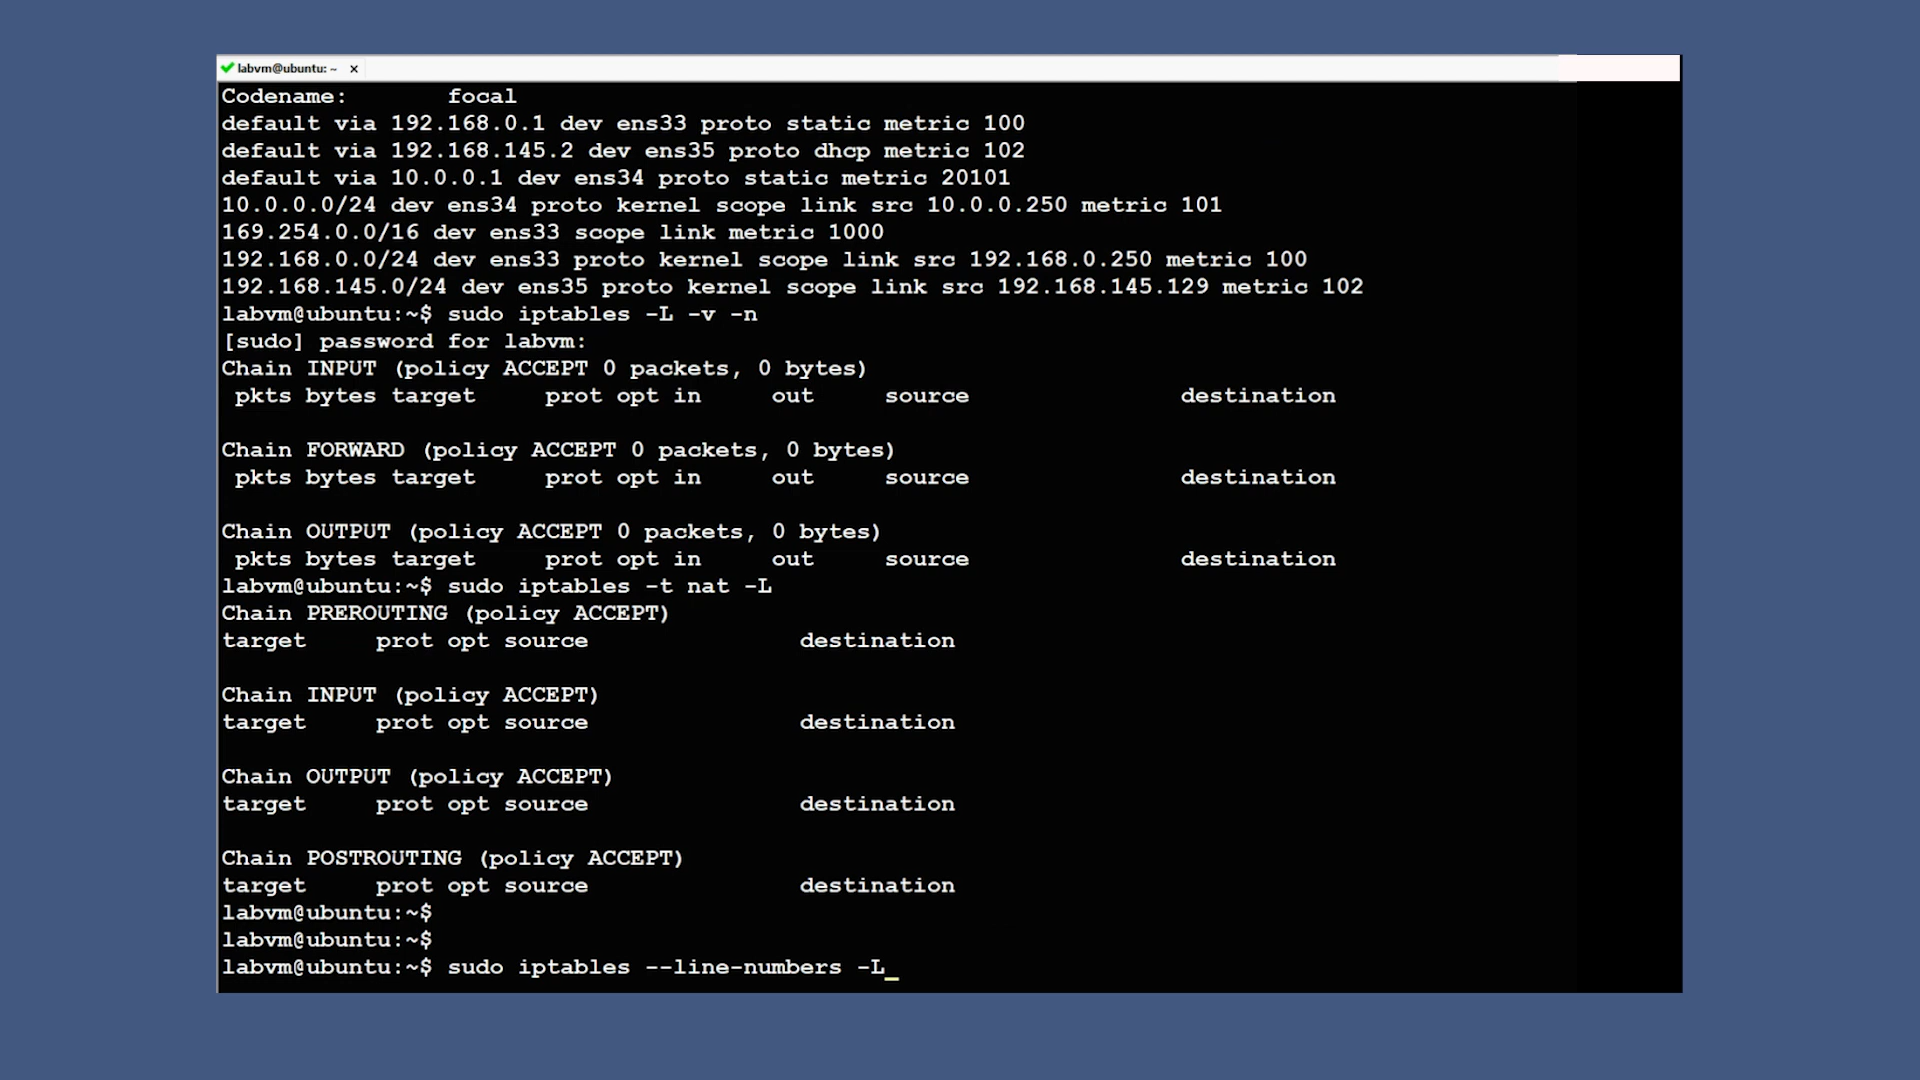 labvm@ubuntu: ~ ×
Codename:       focal
default via 192.168.0.1 dev ens33 proto static metric 100
default via 192.168.145.2 dev ens35 proto dhcp metric 102
default via 10.0.0.1 dev ens34 proto static metric 20101
10.0.0.0/24 dev ens34 proto kernel scope link src 10.0.0.250 metric 101
169.254.0.0/16 dev ens33 scope link metric 1000
192.168.0.0/24 dev ens33 proto kernel scope link src 192.168.0.250 metric 100
192.168.145.0/24 dev ens35 proto kernel scope link src 192.168.145.129 metric 102
labvm@ubuntu:~$ sudo iptables -L -v -n
[sudo] password for labvm:
Chain INPUT (policy ACCEPT 0 packets, 0 bytes)
 pkts bytes target     prot opt in     out     source               destination
Chain FORWARD (policy ACCEPT 0 packets, 0 bytes)
 pkts bytes target     prot opt in     out     source               destination
Chain OUTPUT (policy ACCEPT 0 packets, 0 bytes)
 pkts bytes target     prot opt in     out     source               destination
labvm@ubuntu:~$ sudo iptables -t nat -L
Chain PREROUTING (policy ACCEPT)
target     prot opt source               destination
Chain INPUT (policy ACCEPT)
target     prot opt source               destination
Chain OUTPUT (policy ACCEPT)
target     prot opt source               destination
Chain POSTROUTING (policy ACCEPT)
target     prot opt source               destination
labvm@ubuntu:~$
labvm@ubuntu:~$
labvm@ubuntu:~$ sudo iptables --line-numbers -L_